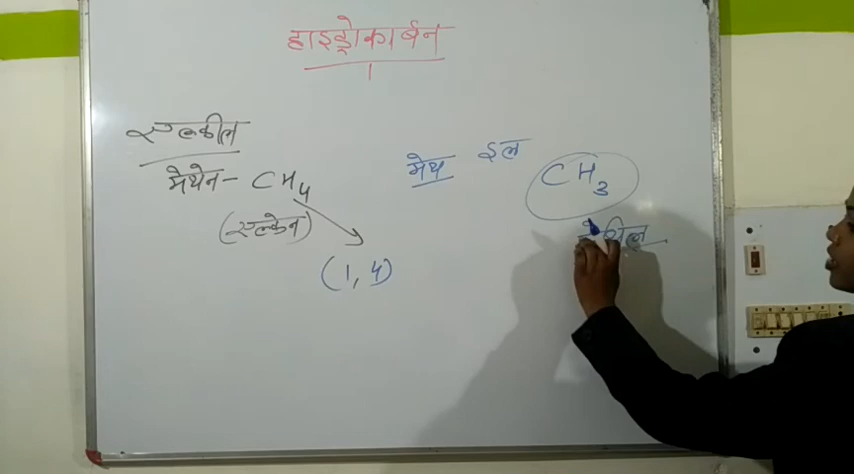 हाइड्रोकार्बन
एल्कील
मेथेन - CH4
(एल्केन)
(1, 4)
मेथ इल
CH3